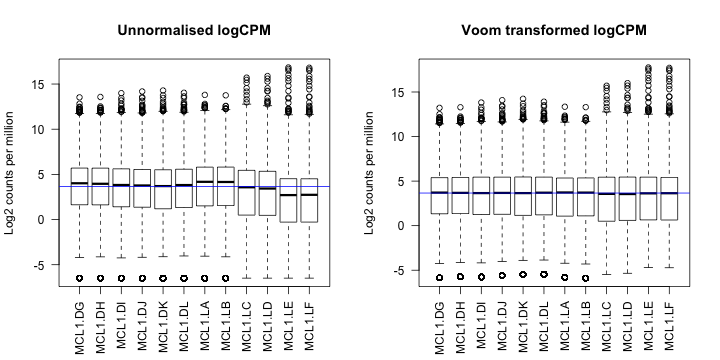 Unnormalised logCPM
Log2 counts per million
15
10
5
0
-5
MCL1.DG
MCL1.DH
MCL1.DI
MCL1.DJ
MCL1.DK
MCL1.DL
MCL1.LA
MCL1.LB
MCL1.LC
MCL1.LD
MCL1.LE
MCL1.LF
Voom transformed logCPM
Log2 counts per million
15
10
5
0
-5
MCL1.DG
MCL1.DH
MCL1.DI
MCL1.DJ
MCL1.DK
MCL1.DL
MCL1.LA
MCL1.LB
MCL1.LC
MCL1.LD
MCL1.LE
MCL1.LF